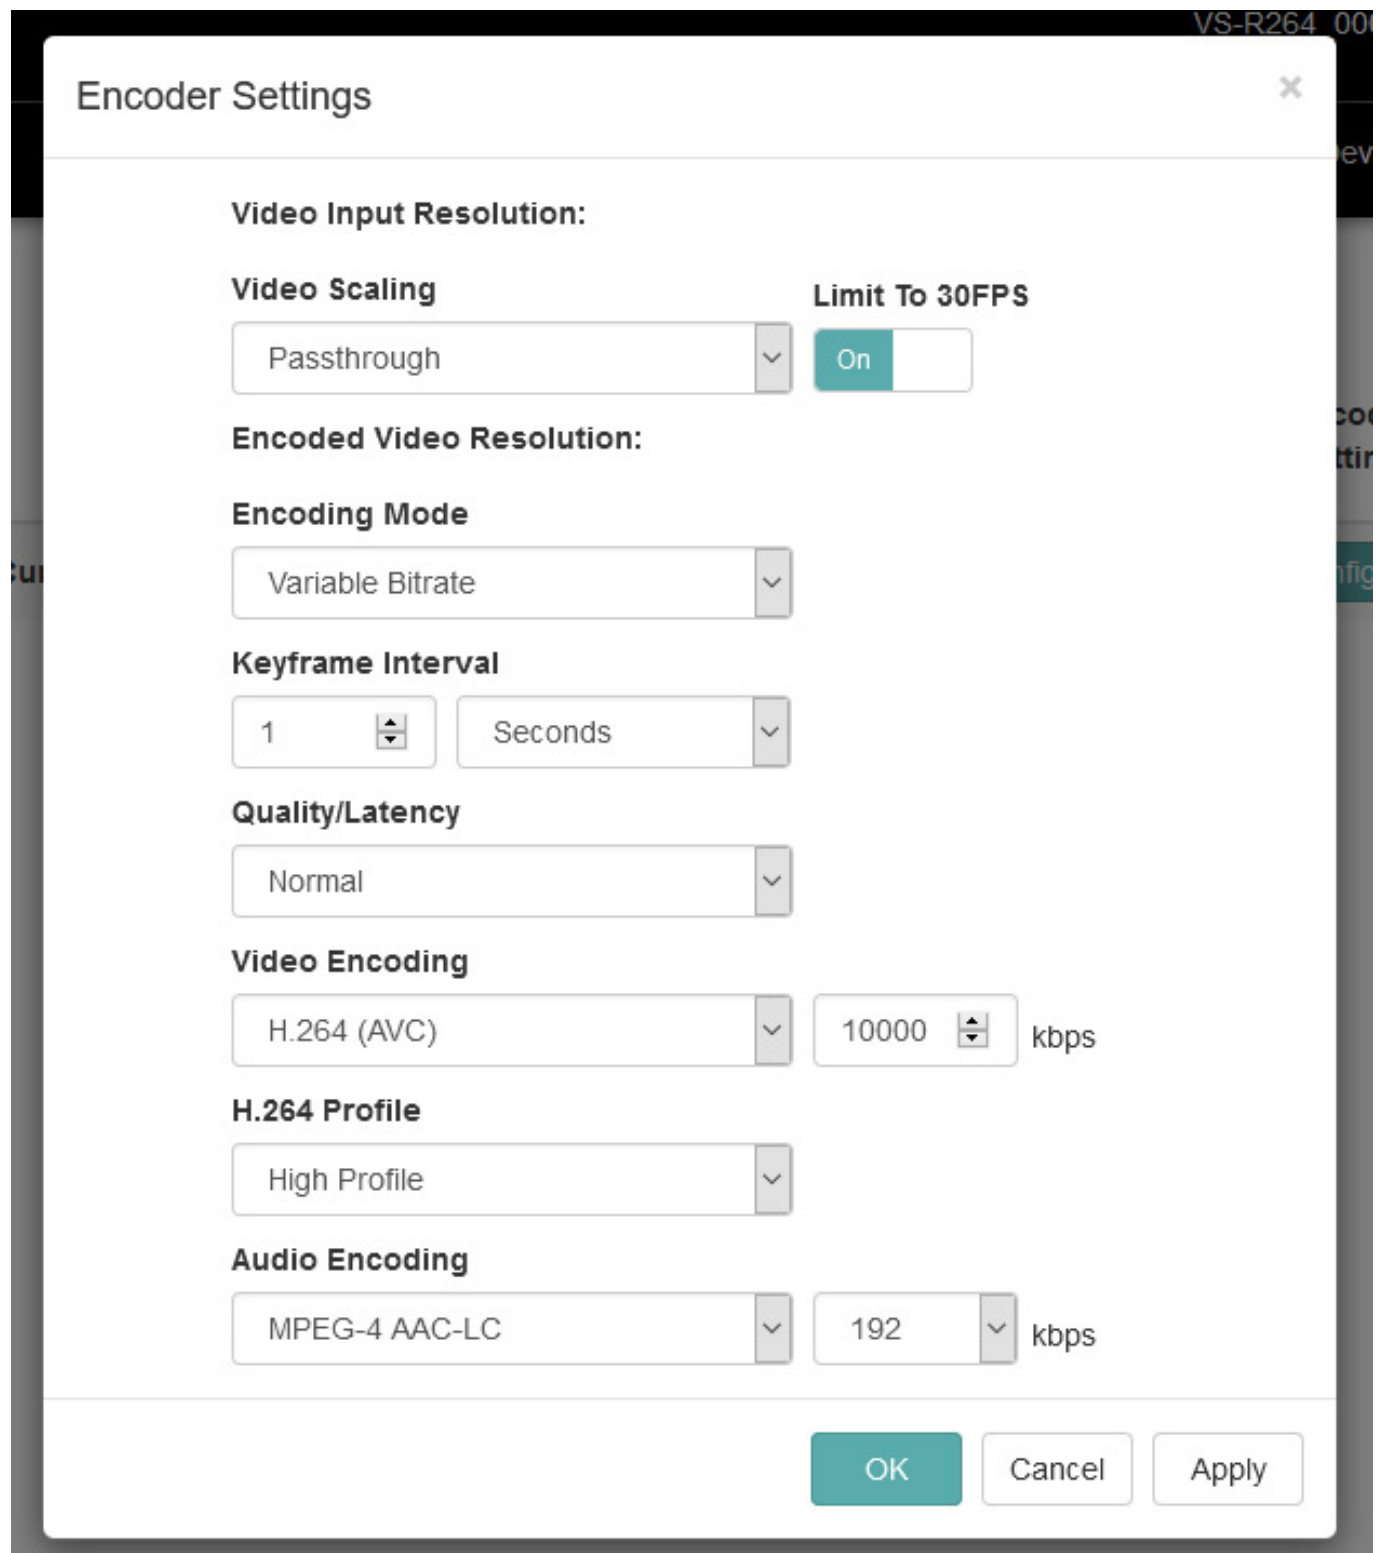 VS-R264
Encoder Settings
×
Video Input Resolution:
Video Scaling
Limit To 30FPS
Passthrough
On
Encoded Video Resolution:
Encoding Mode
Variable Bitrate
Keyframe Interval
1
Seconds
Quality/Latency
Normal
Video Encoding
H.264 (AVC)
10000
kbps
H.264 Profile
High Profile
Audio Encoding
MPEG-4 AAC-LC
192
kbps
OK
Cancel
Apply